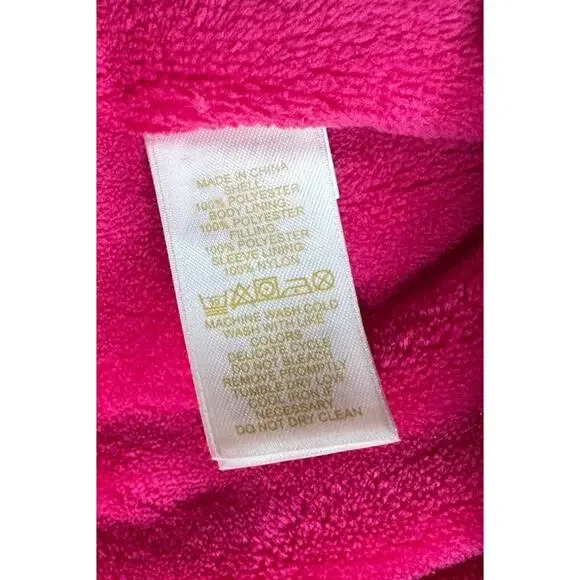 MADE IN CHINA
SHELL:
100% POLYESTER
BODY LINING:
100% POLYESTER
FILLING:
100% POLYESTER
SLEEVE LINING:
100% NYLON
MACHINE WASH COLD
WASH WITH LIKE
COLORS
DELICATE CYCLE
DO NOT BLEACH
REMOVE PROMPTLY
TUMBLE DRY LOW
COOL IRON IF
NECESSARY
DO NOT DRY CLEAN